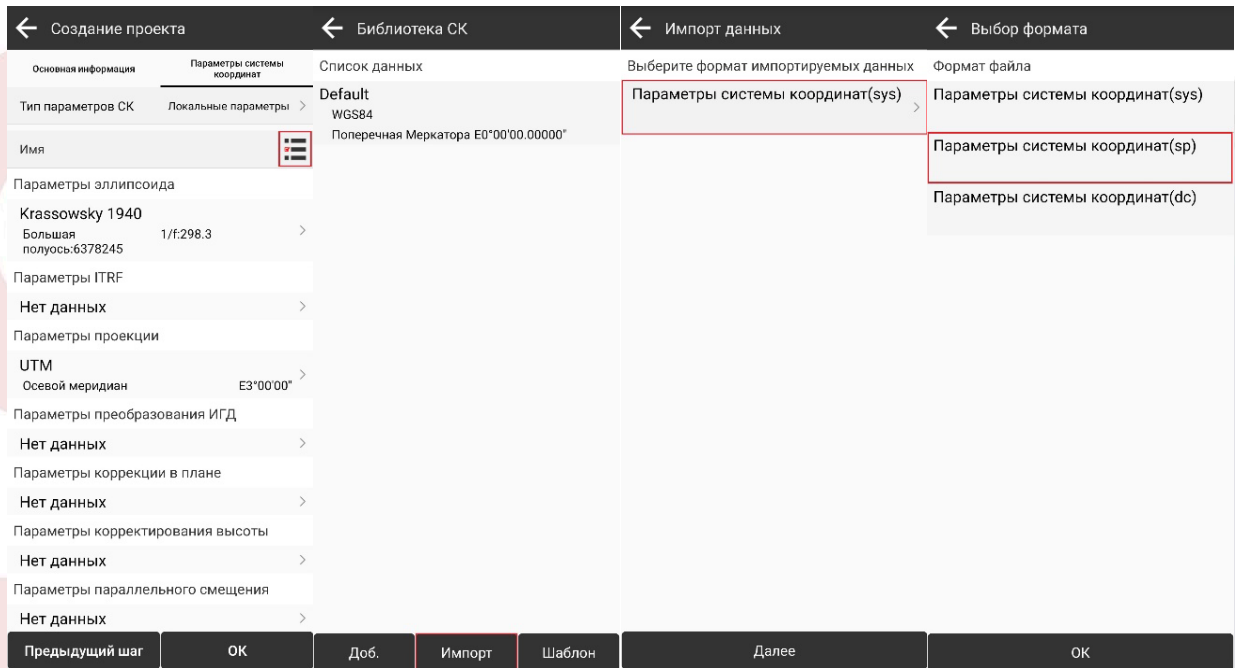 Создание проекта
Основная информация
Параметры системы
координат
Тип параметров СК Локальные параметры
Имя
Параметры эллипсоида
Krassowsky 1940
Большая 1/f:298.3
полуось:6378245
Параметры ITRF
Нет данных
Параметры проекции
UTM
Осевой меридиан E3°00'00"
Параметры преобразования ИГД
Нет данных
Параметры коррекции в плане
Нет данных
Параметры корректирования высоты
Нет данных
Параметры параллельного смещения
Нет данных
Предыдущий шаг ОК
Библиотека СК
Список данных
Default
WGS84
Поперечная Меркатора E0°00'00.00000"
Доб. Импорт Шаблон
Импорт данных
Выберите формат импортируемых данных
Параметры системы координат(sys)
Далее
Выбор формата
Формат файла
Параметры системы координат(sys)
Параметры системы координат(sp)
Параметры системы координат(dc)
ОК